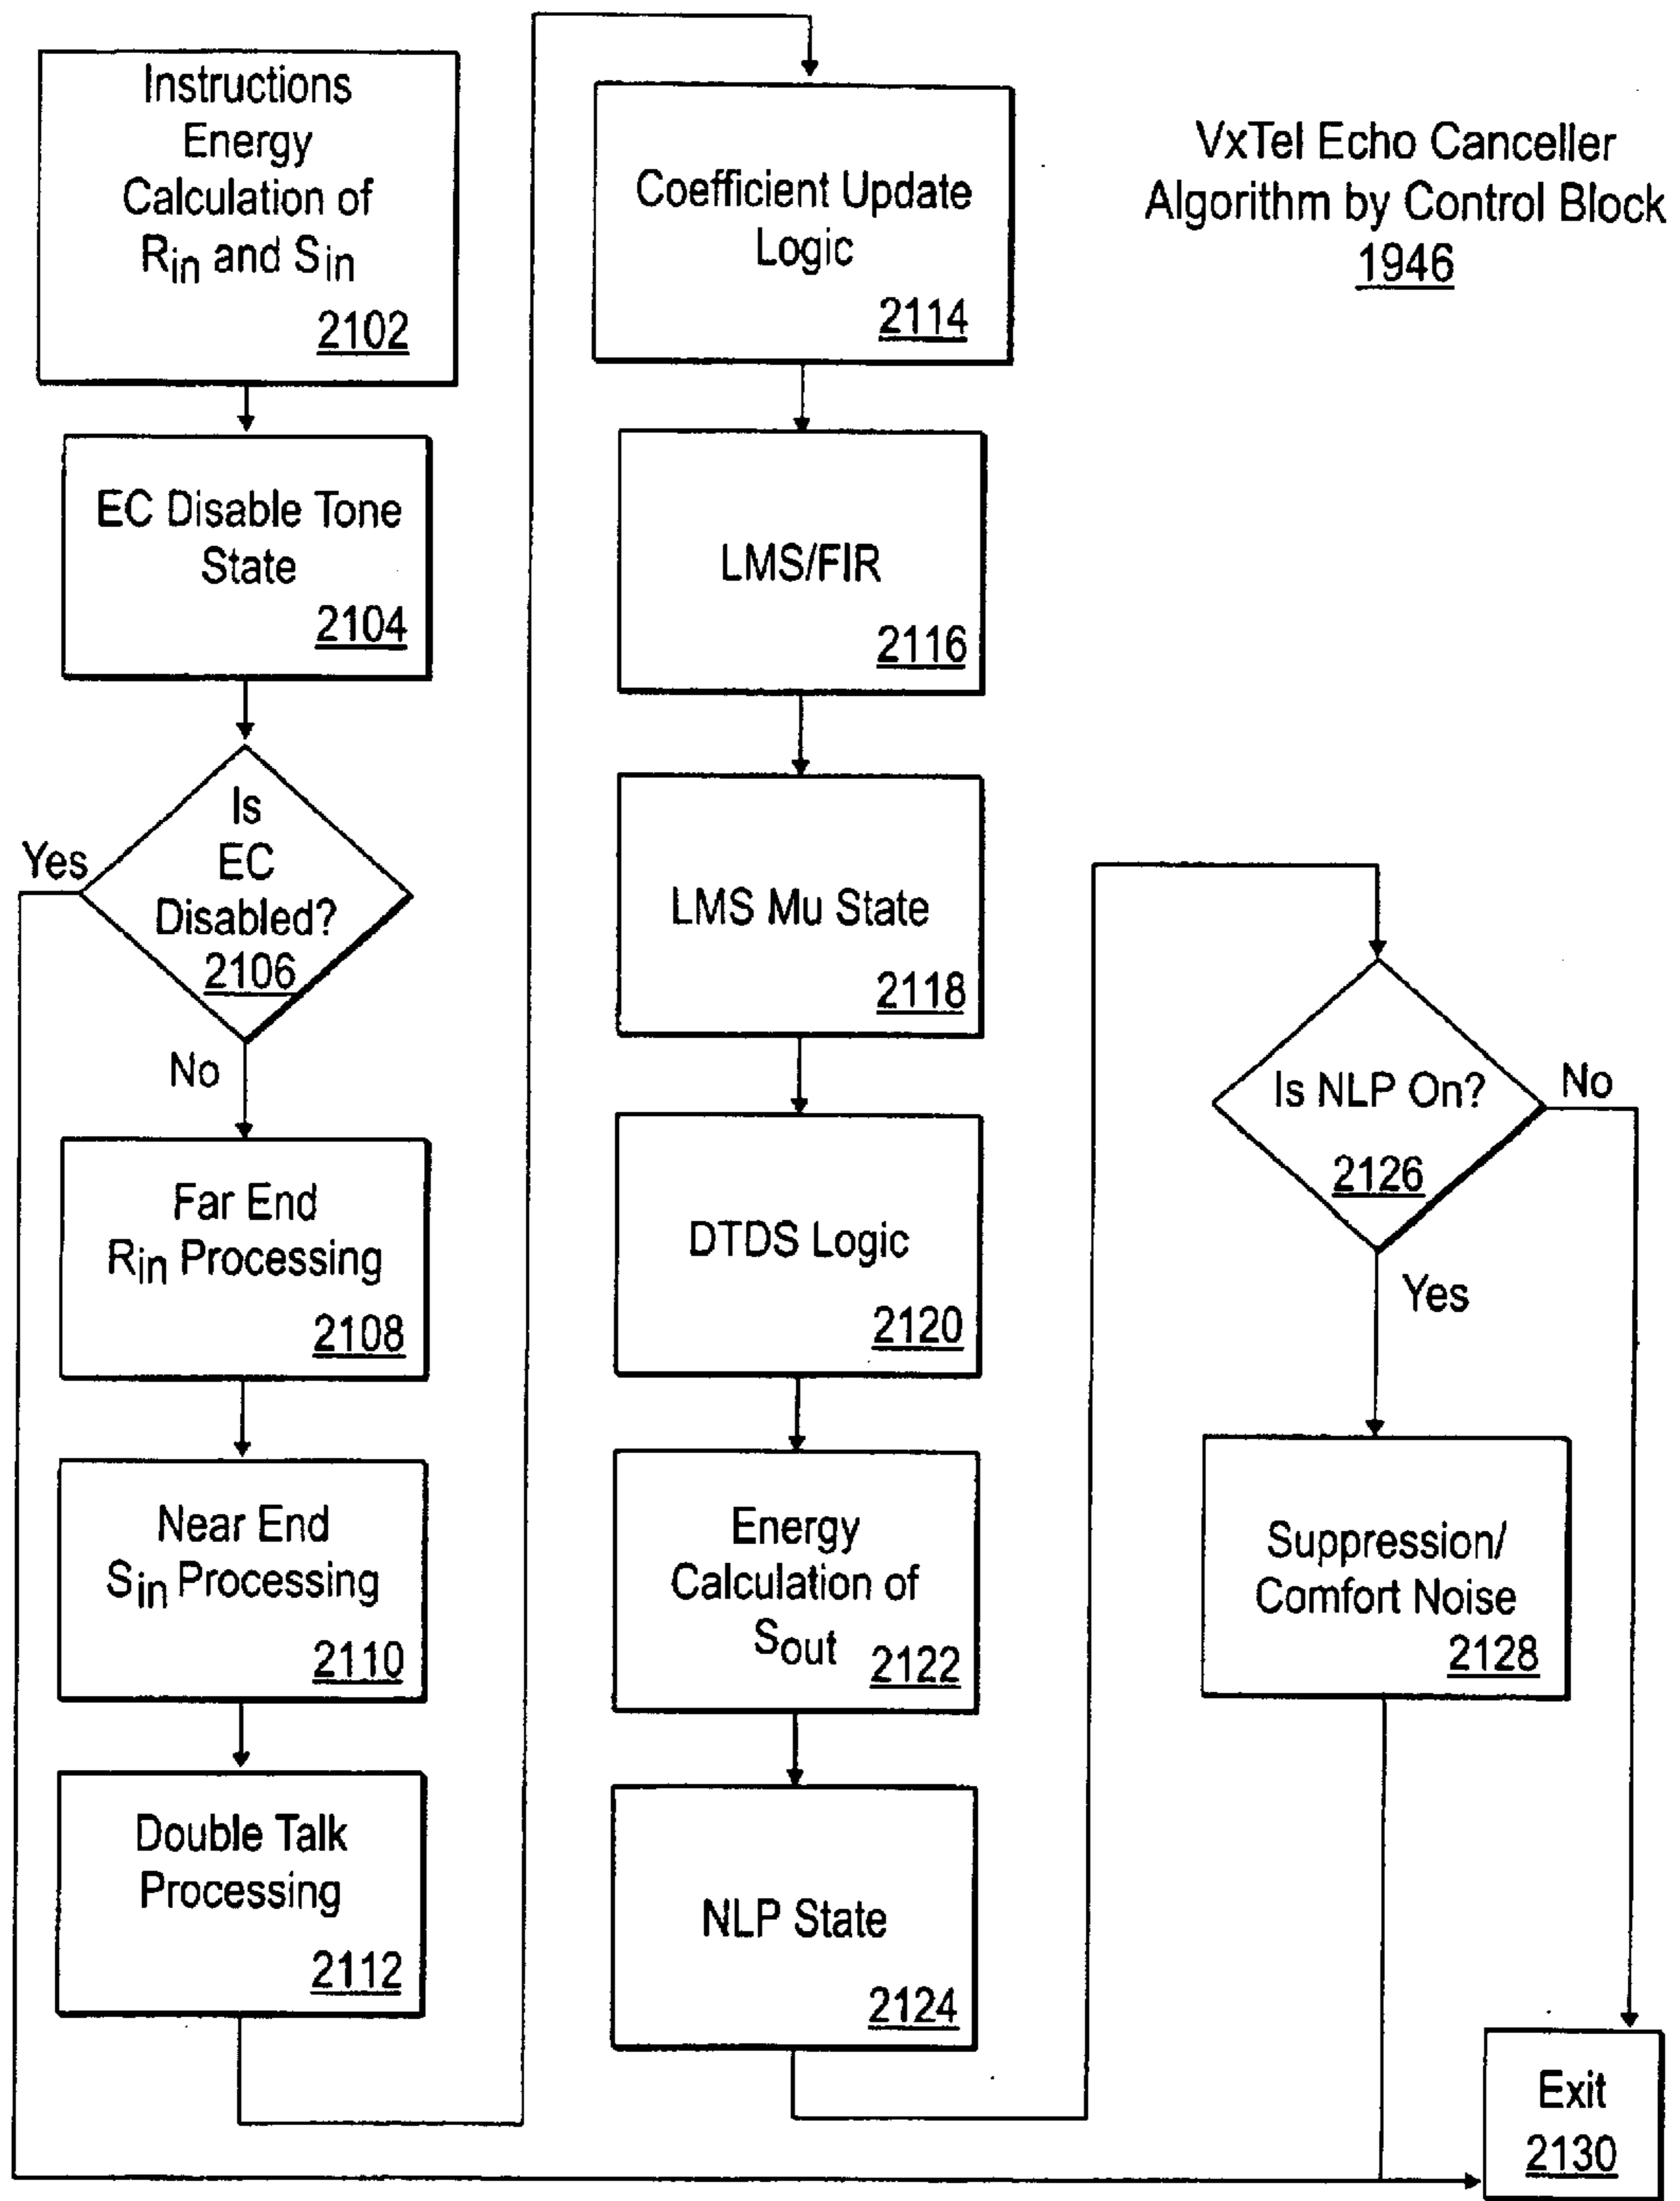 Instructions
Energy
Calculation of
Rin and Sin
2102
EC Disable Tone
State
2104
Is
EC
Disabled?
2106
Yes
No
Far End
Rin Processing
2108
Near End
Sin Processing
2110
Double Talk
Processing
2112
Coefficient Update
Logic
2114
LMS/FIR
2116
LMS Mu State
2118
DTDS Logic
2120
Energy
Calculation of
Sout
2122
NLP State
2124
VxTel Echo Canceller
Algorithm by Control Block
1946
Is NLP On?
2126
No
Yes
Suppression/
Comfort Noise
2128
Exit
2130